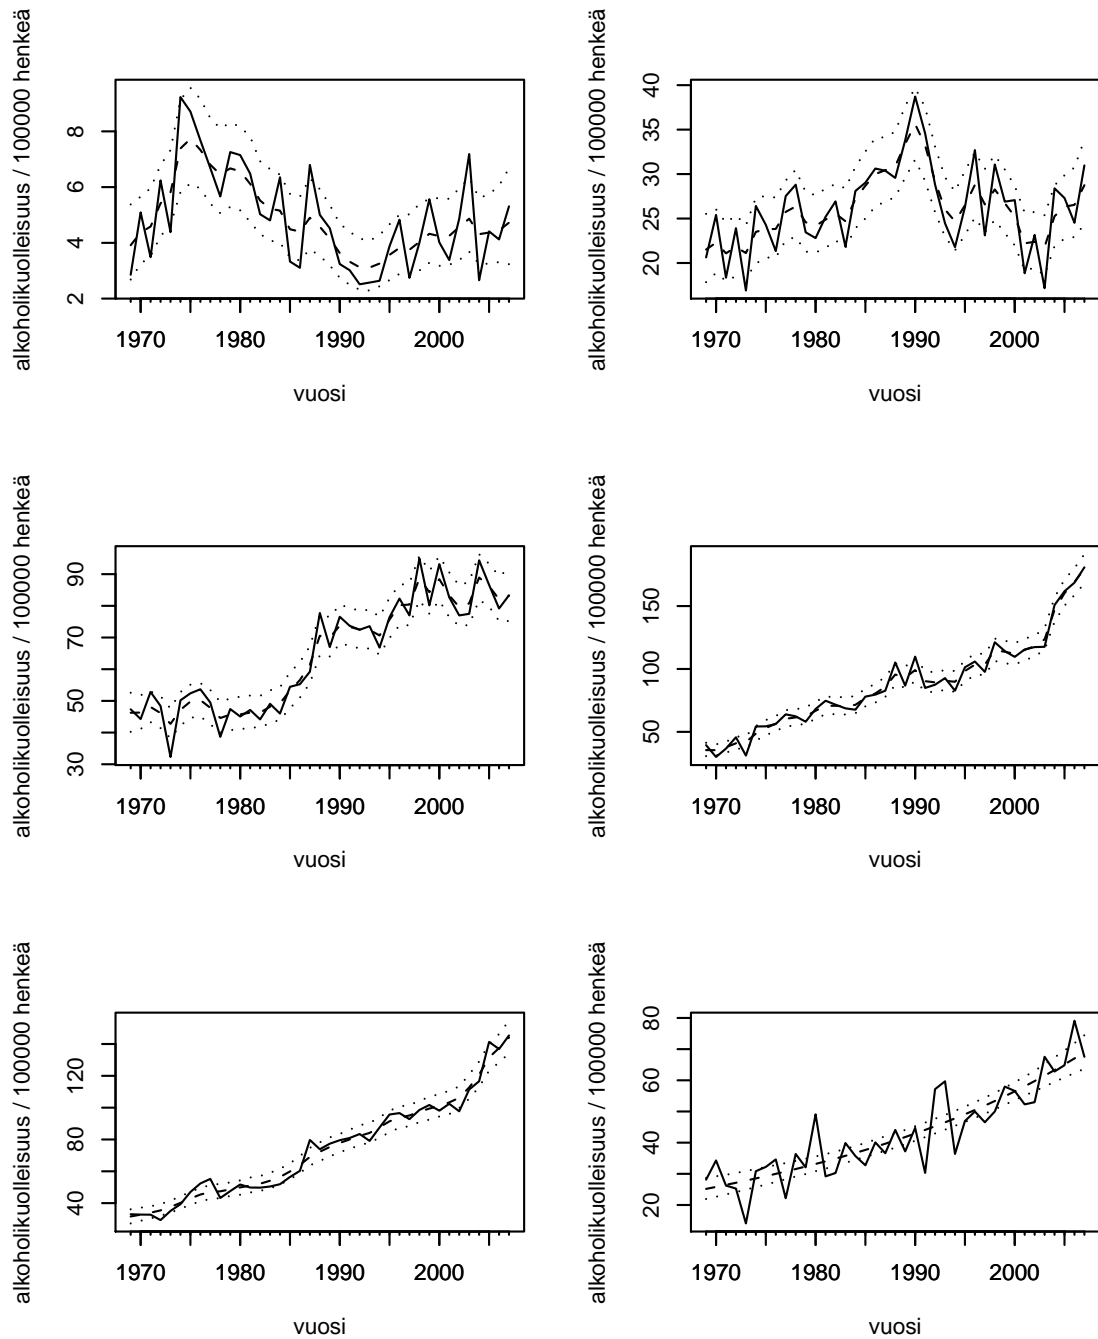 alkoholikuolleisuus / 100000 henkeä
2 4 6 8
1970 1980 1990 2000
vuosi
alkoholikuolleisuus / 100000 henkeä
20 25 30 35 40
1970 1980 1990 2000
vuosi
alkoholikuolleisuus / 100000 henkeä
30 50 70 90
1970 1980 1990 2000
vuosi
alkoholikuolleisuus / 100000 henkeä
50 100 150
1970 1980 1990 2000
vuosi
alkoholikuolleisuus / 100000 henkeä
40 80 120
1970 1980 1990 2000
vuosi
alkoholikuolleisuus / 100000 henkeä
20 40 60 80
1970 1980 1990 2000
vuosi